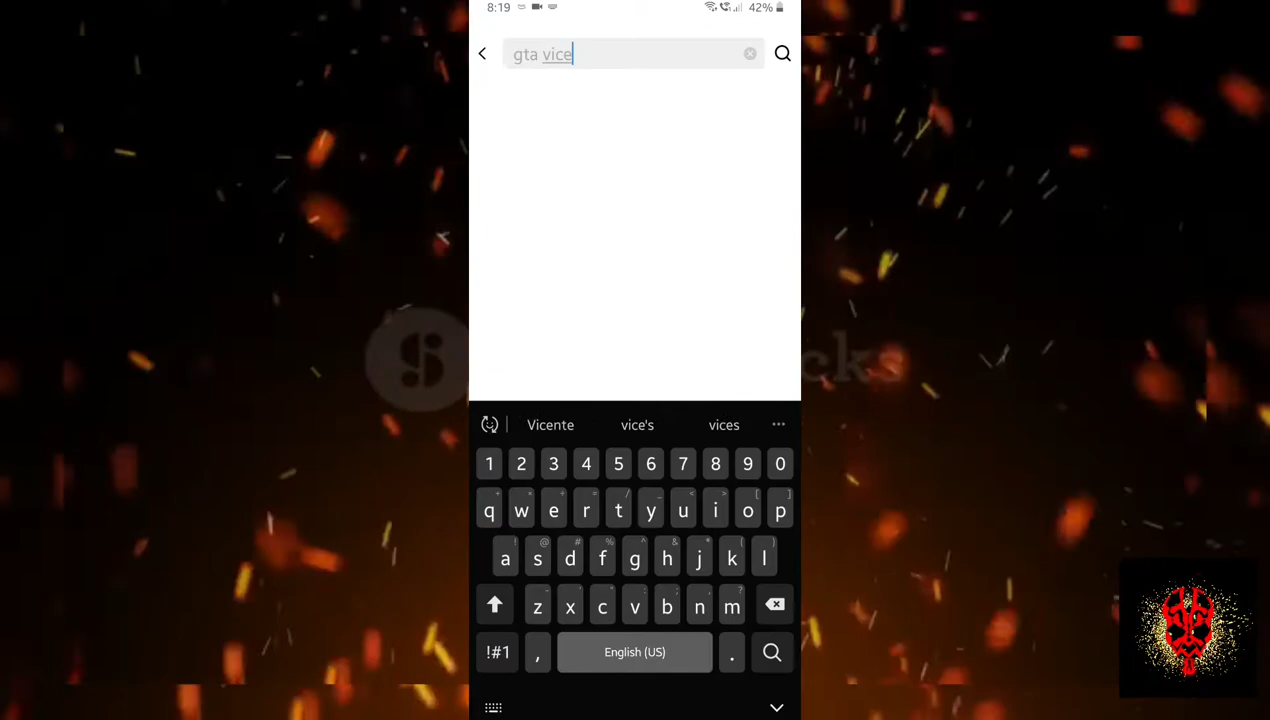 8:19
42%
gta vice
Vicente vice's vices
1 2 3 4 5 6 7 8 9 0
q w e r t y u i o p
a s d f g h j k l
z x c v b n m
!#1 , English (US) .
cks